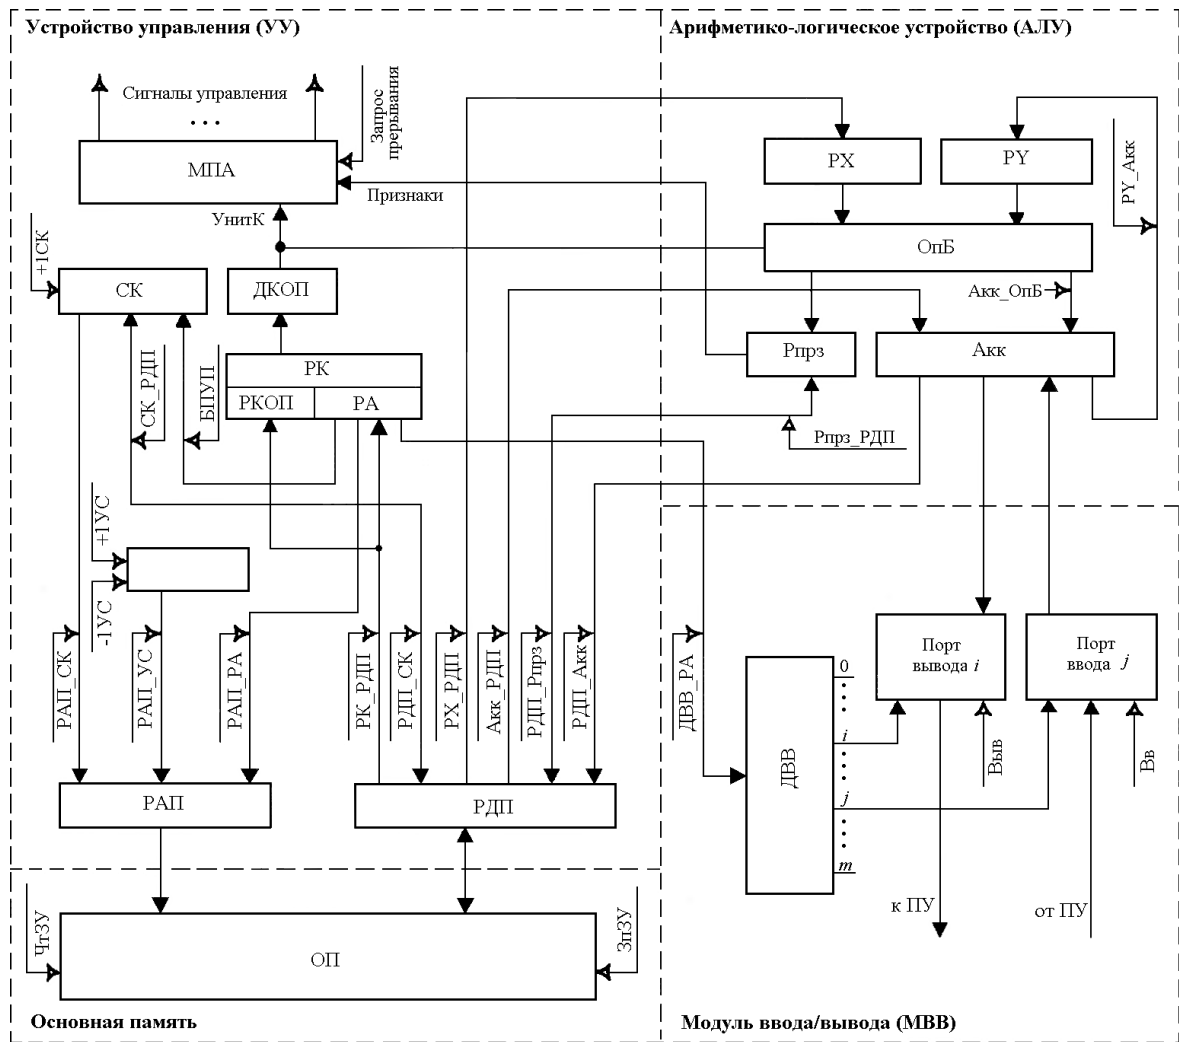 Устройство управления (УУ)
Арифметико-логическое устройство (АЛУ)
Сигналы управления
. . .
Запрос
прерывания
МПА
Признаки
УнитК
РХ
PY
PY_Акк
ОпБ
+1СК
СК
ДКОП
Акк_ОпБ
СК_РДП
БПУП
РК
РКОП
РА
Рпрз
Акк
Рпрз_РДП
+1УС
-1УС
РАП_СК
РАП_УС
РАП_РА
РК_РДП
РДП_СК
РХ_РДП
Акк_РДП
РДП_Рпрз
РДП_Акк
ДВВ_РА
Порт
вывода i
Порт
ввода j
0
i
j
m
ДВВ
Выв
Вв
РАП
РДП
к ПУ
от ПУ
ЧтЗУ
ЗпЗУ
ОП
Основная память
Модуль ввода/вывода (МВВ)